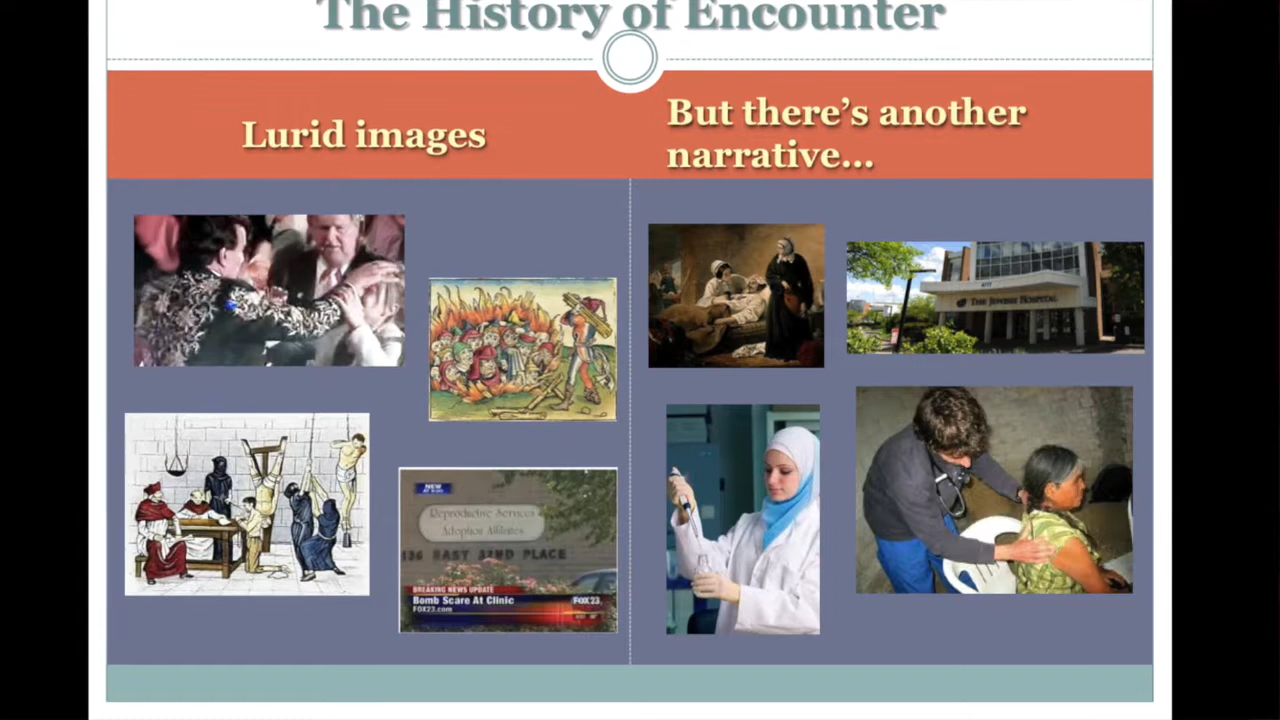 The History of Encounter
Lurid images
But there's another
narrative...
THE JEWISH HOSPITAL
NEW
Reproductive Services
Adoption Affiliates
136 EAST 32ND PLACE
BREAKING NEWS UPDATE
Bomb Scare At Clinic
FOX23
FOX23.com